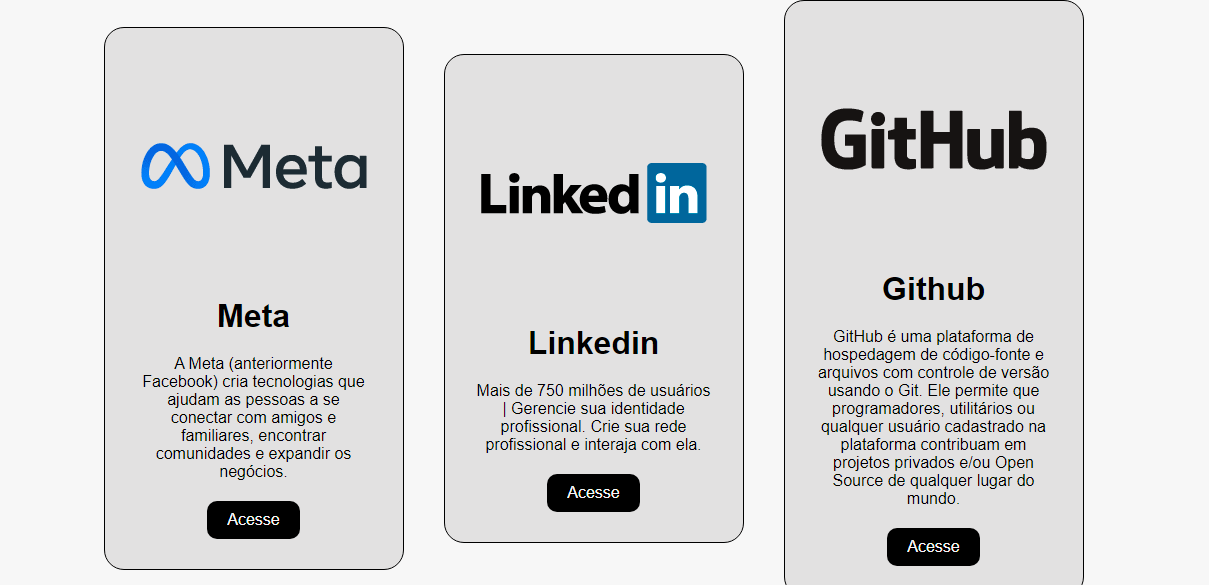 Meta
Meta
A Meta (anteriormente
Facebook) cria tecnologias que
ajudam as pessoas a se
conectar com amigos e
familiares, encontrar
comunidades e expandir os
negócios.
Acesse
Linked in
Linkedin
Mais de 750 milhões de usuários
| Gerencie sua identidade
profissional. Crie sua rede
profissional e interaja com ela.
Acesse
GitHub
Github
GitHub é uma plataforma de
hospedagem de código-fonte e
arquivos com controle de versão
usando o Git. Ele permite que
programadores, utilitários ou
qualquer usuário cadastrado na
plataforma contribuam em
projetos privados e/ou Open
Source de qualquer lugar do
mundo.
Acesse